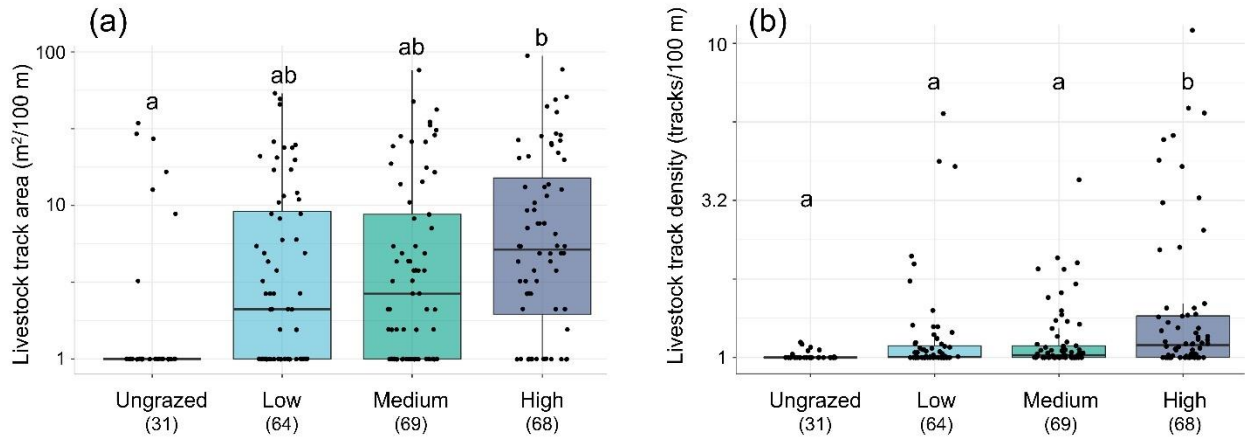 (a)
Livestock track area (m²/100 m)
100
10
1
a
ab
ab
b
Ungrazed
(31)
Low
(64)
Medium
(69)
High
(68)
(b)
Livestock track density (tracks/100 m)
10
3.2
1
a
a
a
b
Ungrazed
(31)
Low
(64)
Medium
(69)
High
(68)